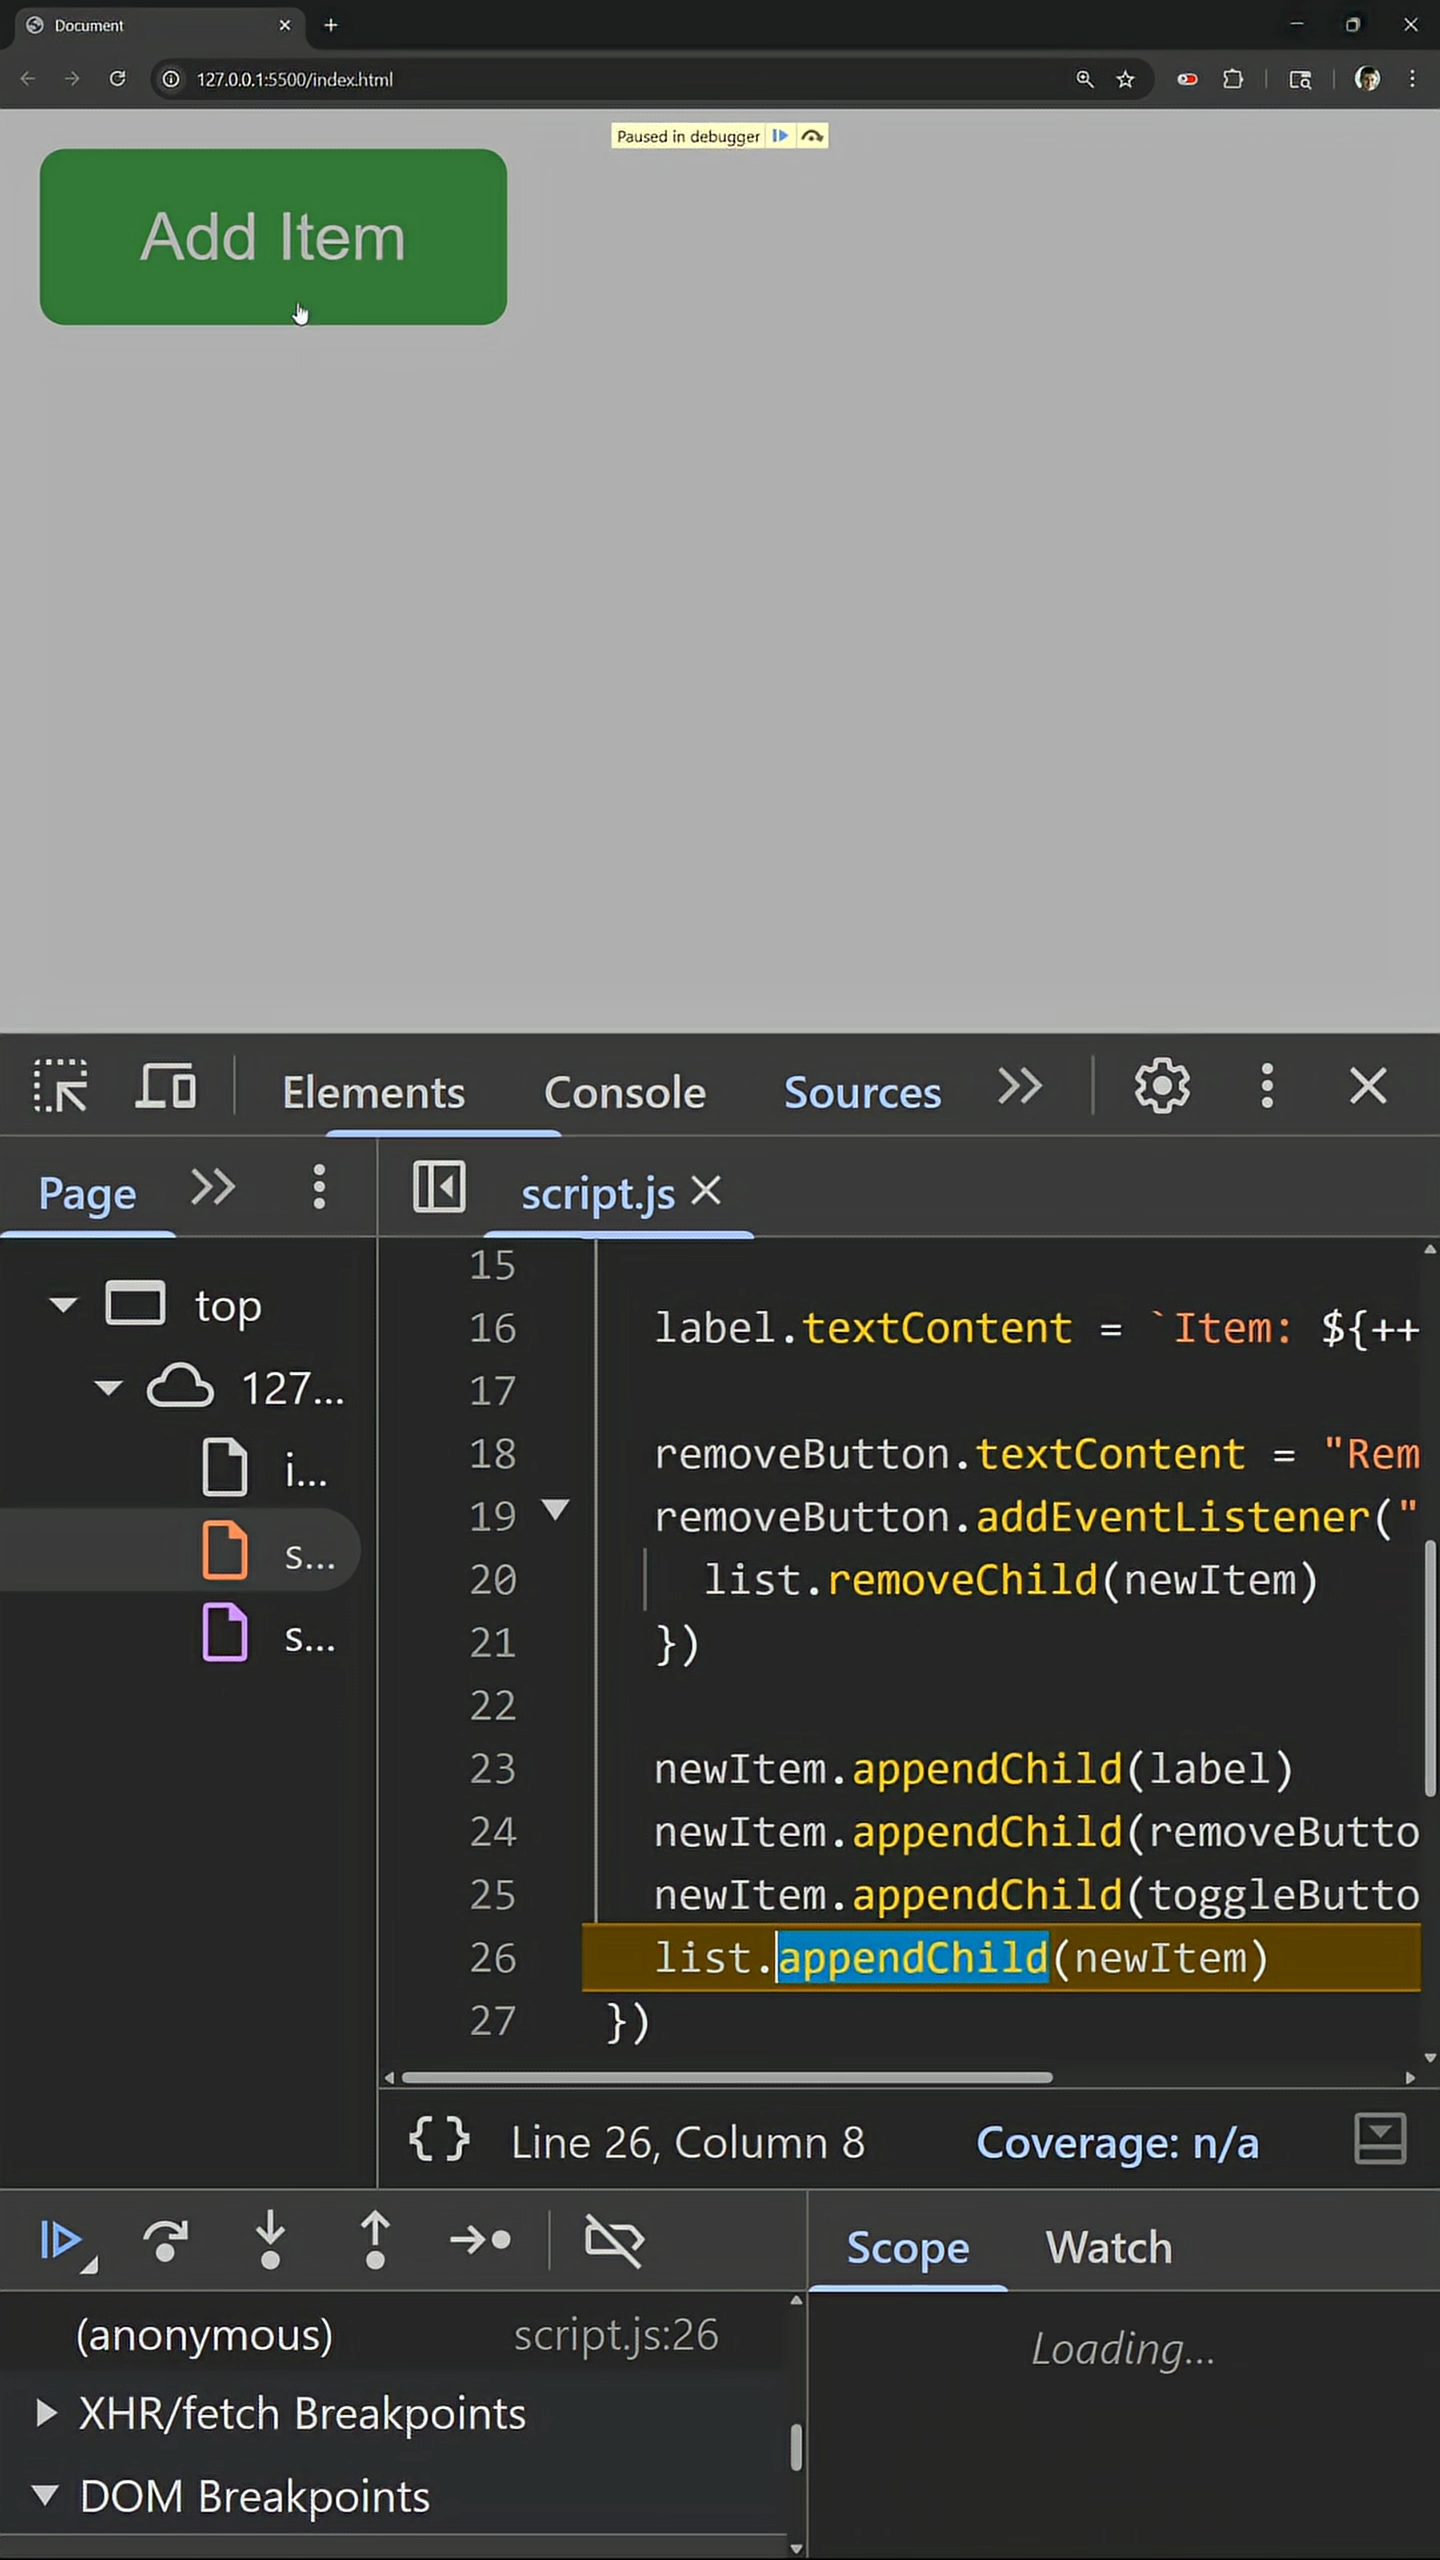 Document
127.0.0.1:5500/index.html
Paused in debugger
Add Item
Elements Console Sources
Page
script.js
top
127...
i...
s...
s...
15
16 label.textContent = `Item: ${++
17
18 removeButton.textContent = "Rem
19 removeButton.addEventListener("
20 list.removeChild(newItem)
21 })
22
23 newItem.appendChild(label)
24 newItem.appendChild(removeButto
25 newItem.appendChild(toggleButto
26 list.appendChild(newItem)
27 })
{} Line 26, Column 8 Coverage: n/a
Scope Watch
(anonymous) script.js:26
Loading...
XHR/fetch Breakpoints
DOM Breakpoints